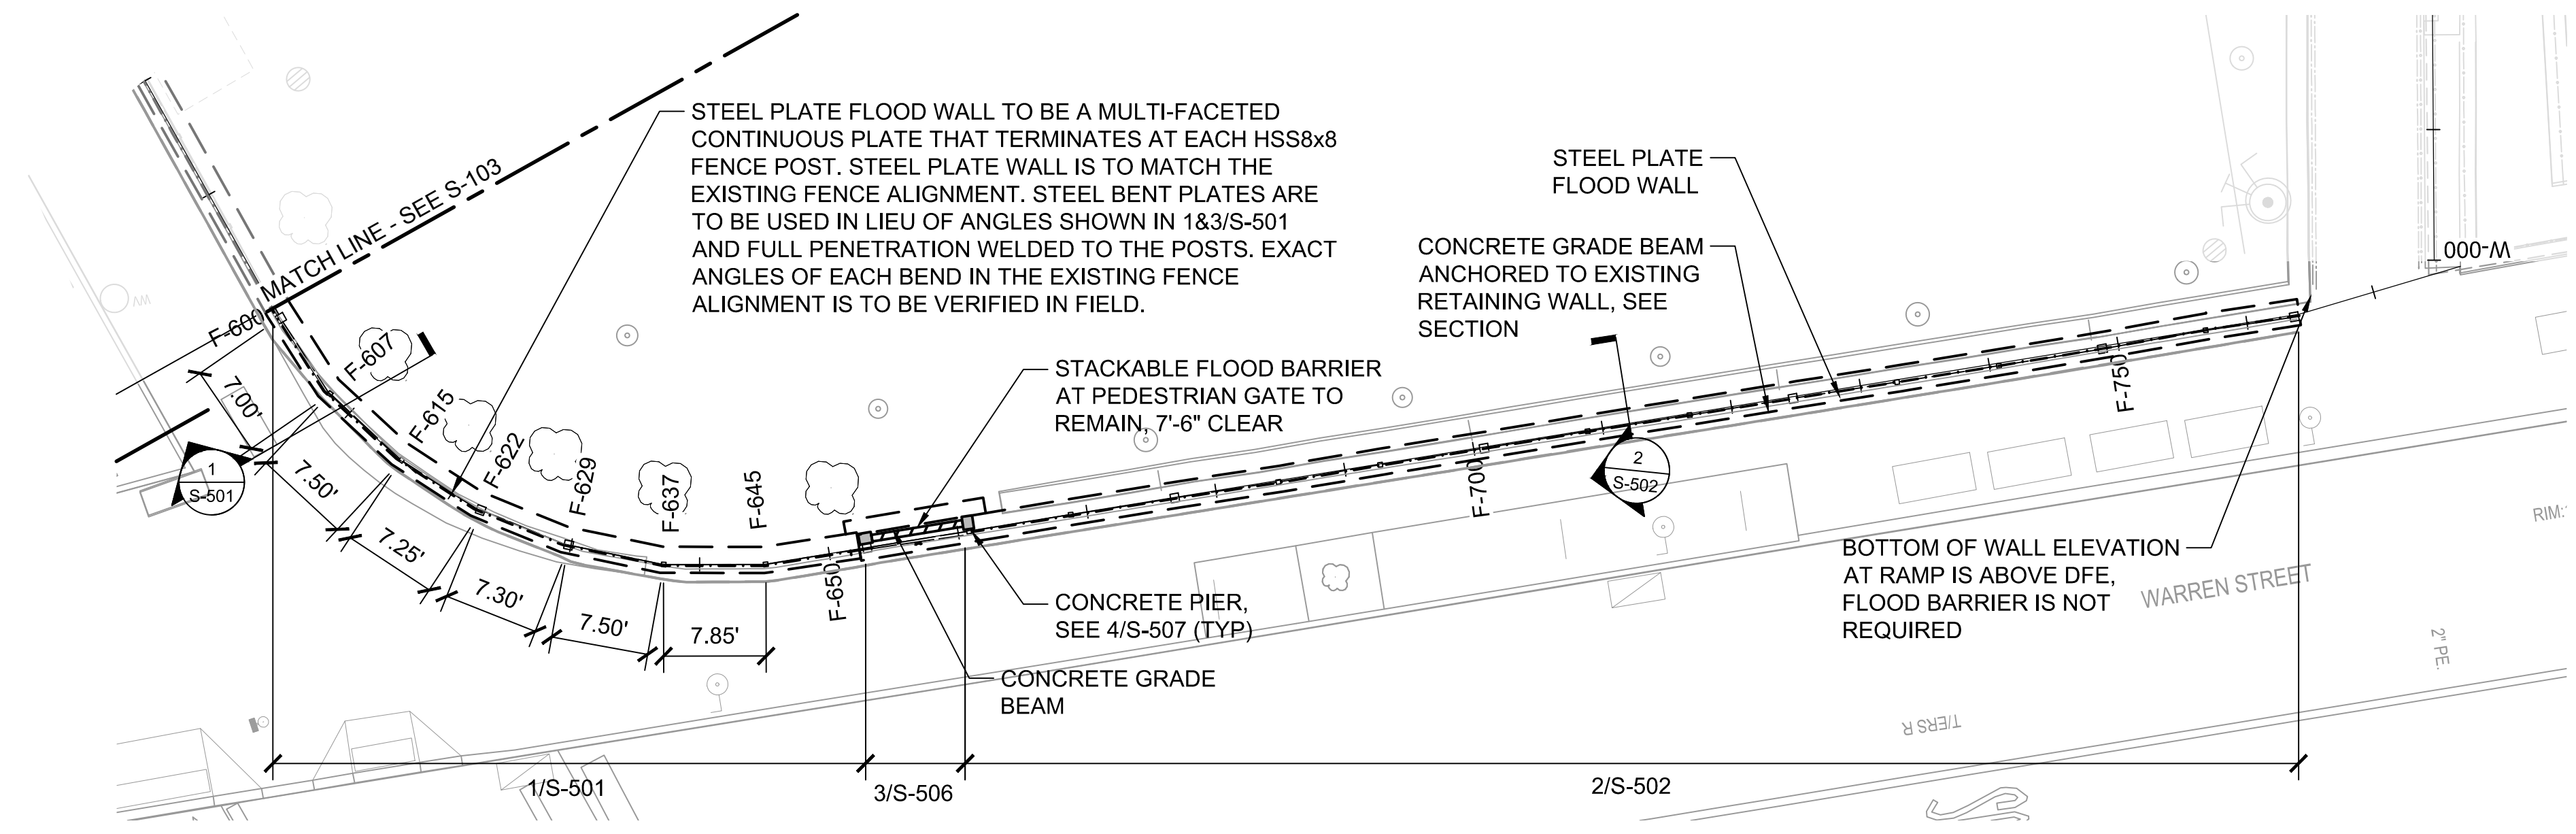 STEEL PLATE FLOOD WALL TO BE A MULTI-FACETED
CONTINUOUS PLATE THAT TERMINATES AT EACH HSS8x8
FENCE POST. STEEL PLATE WALL IS TO MATCH THE
EXISTING FENCE ALIGNMENT. STEEL BENT PLATES ARE
TO BE USED IN LIEU OF ANGLES SHOWN IN 1&3/S-501
AND FULL PENETRATION WELDED TO THE POSTS. EXACT
ANGLES OF EACH BEND IN THE EXISTING FENCE
ALIGNMENT IS TO BE VERIFIED IN FIELD.
STEEL PLATE
FLOOD WALL
CONCRETE GRADE BEAM
ANCHORED TO EXISTING
RETAINING WALL, SEE
SECTION
W-000
MATCH LINE - SEE S-103
F-600
F-607
F-615
F-622
F-629
F-637
F-645
F-650
F-700
F-750
STACKABLE FLOOD BARRIER
AT PEDESTRIAN GATE TO
REMAIN, 7'-6" CLEAR
WV
7.00'
7.50'
7.25'
7.30'
7.50'
7.85'
1
S-501
2
S-502
RIM:
BOTTOM OF WALL ELEVATION
AT RAMP IS ABOVE DFE,
FLOOD BARRIER IS NOT
REQUIRED
WARREN STREET
2" PE.
CONCRETE PIER,
SEE 4/S-507 (TYP)
CONCRETE GRADE
BEAM
T/ERS R
1/S-501
3/S-506
2/S-502